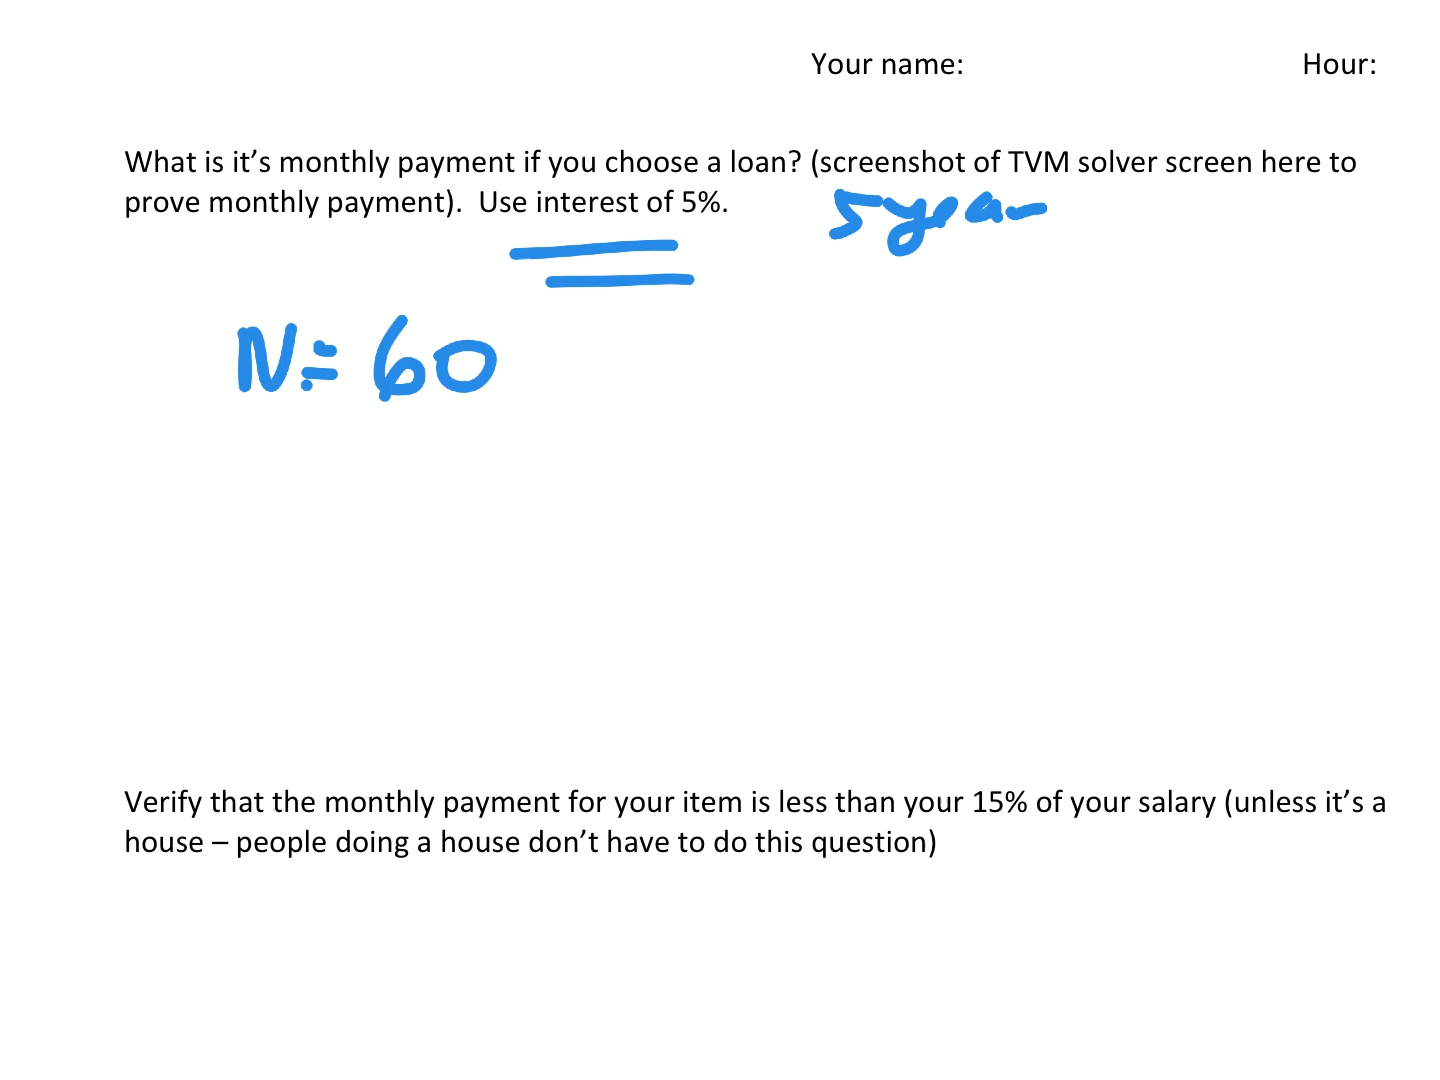 Your name: Hour:
What is it’s monthly payment if you choose a loan? (screenshot of TVM solver screen here to
prove monthly payment).  Use interest of 5%. 5 year
N= 60
Verify that the monthly payment for your item is less than your 15% of your salary (unless it’s a
house – people doing a house don’t have to do this question)